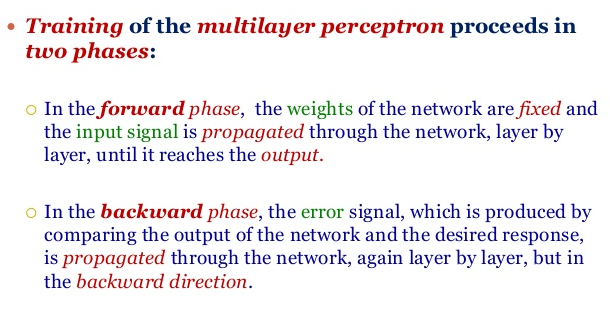 • Training of the multilayer perceptron proceeds in
two phases:
○ In the forward phase, the weights of the network are fixed and
the input signal is propagated through the network, layer by
layer, until it reaches the output.
○ In the backward phase, the error signal, which is produced by
comparing the output of the network and the desired response,
is propagated through the network, again layer by layer, but in
the backward direction.